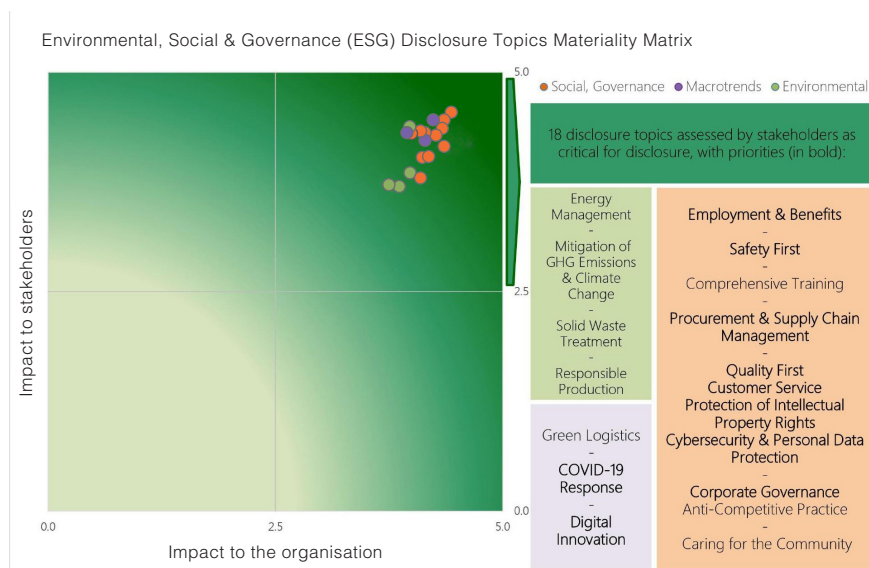 Environmental, Social & Governance (ESG) Disclosure Topics Materiality Matrix
5.0
Social, Governance
Macrotrends
Environmental
18 disclosure topics assessed by stakeholders as
critical for disclosure, with priorities (in bold):
Impact to stakeholders
2.5
0.0
0.0
2.5
5.0
Impact to the organisation
Energy
Management
-
Mitigation of
GHG Emissions
& Climate
Change
-
Solid Waste
Treatment
-
Responsible
Production
Green Logistics
-
COVID-19
Response
-
Digital
Innovation
Employment & Benefits
-
Safety First
-
Comprehensive Training
-
Procurement & Supply Chain
Management
-
Quality First
Customer Service
Protection of Intellectual
Property Rights
Cybersecurity & Personal Data
Protection
-
Corporate Governance
Anti-Competitive Practice
-
Caring for the Community